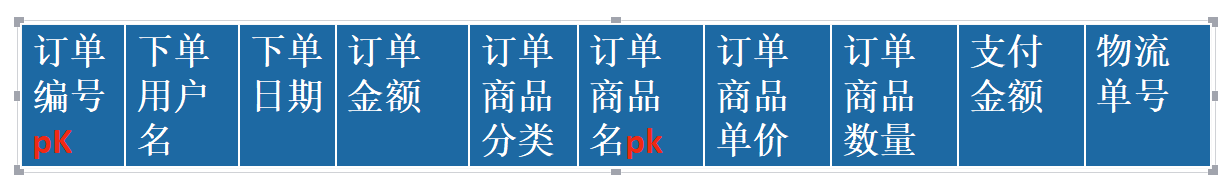 订单
编号
pK
下单
用户
名
下单
日期
订单
金额
订单
商品
分类
订单
商品
名pk
订单
商品
单价
订单
商品
数量
支付
金额
物流
单号